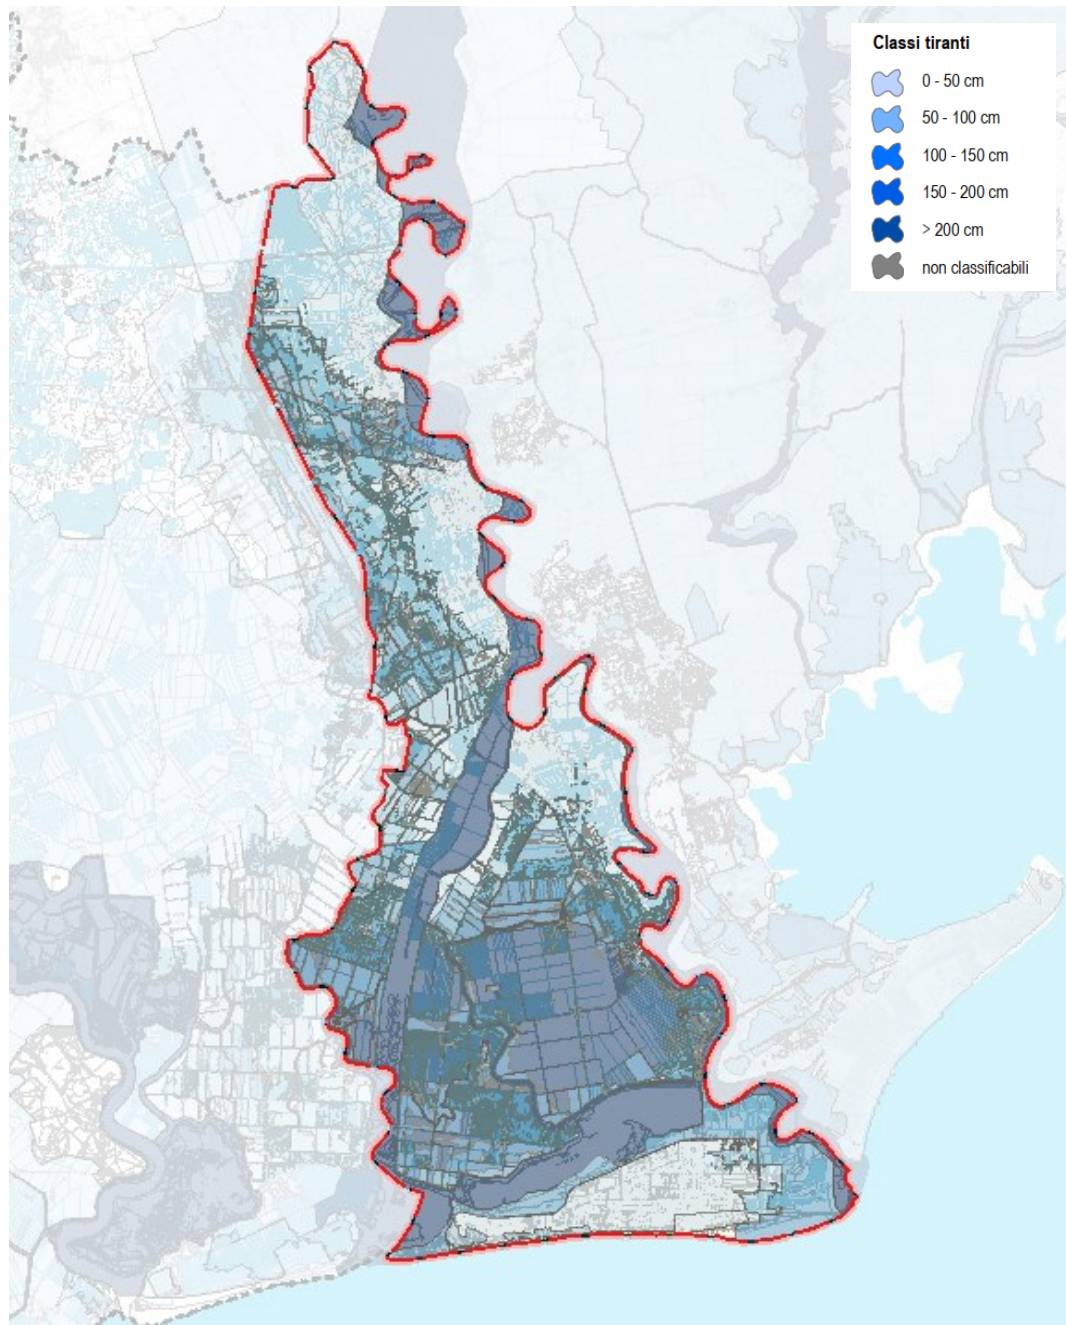 Classi tiranti
0 - 50 cm
50 - 100 cm
100 - 150 cm
150 - 200 cm
> 200 cm
non classificabili